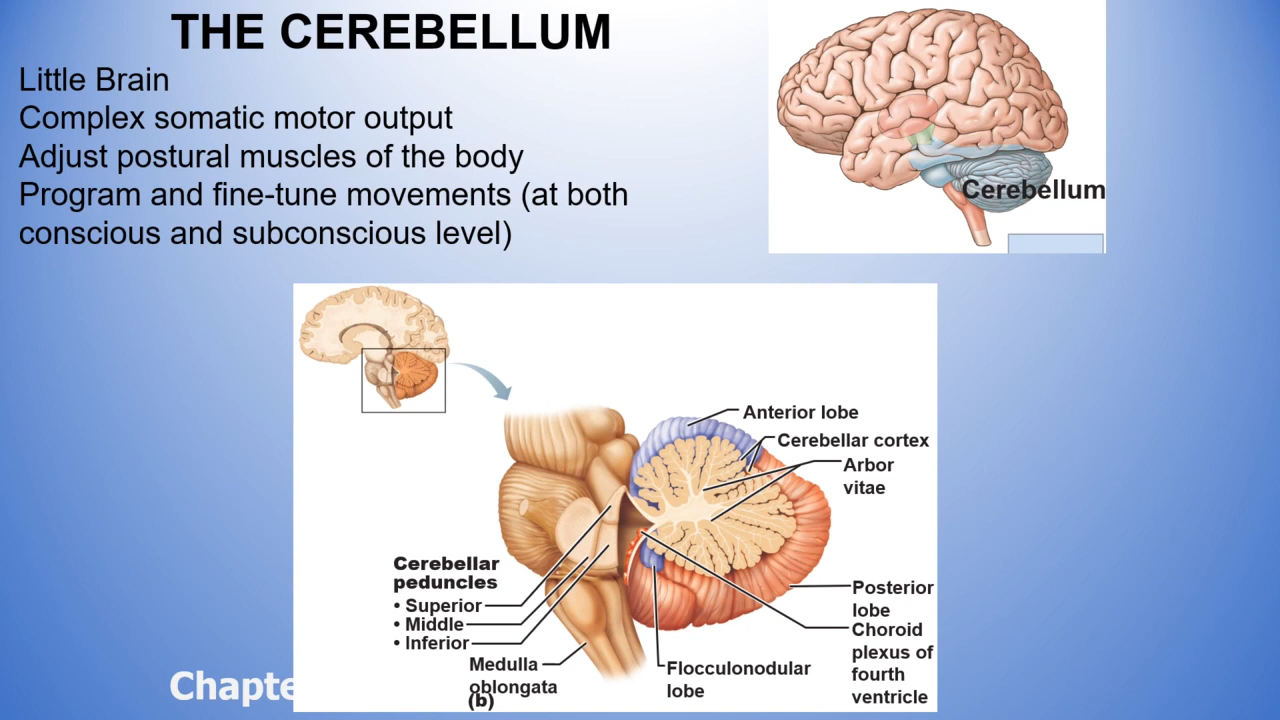 THE CEREBELLUM
Little Brain
Complex somatic motor output
Adjust postural muscles of the body
Program and fine-tune movements (at both
conscious and subconscious level)
Cerebellum
Anterior lobe
Cerebellar cortex
Arbor
vitae
Cerebellar
peduncles
• Superior
• Middle
• Inferior
Medulla
oblongata
(b)
Flocculonodular
lobe
Posterior
lobe
Choroid
plexus of
fourth
ventricle
Chapte